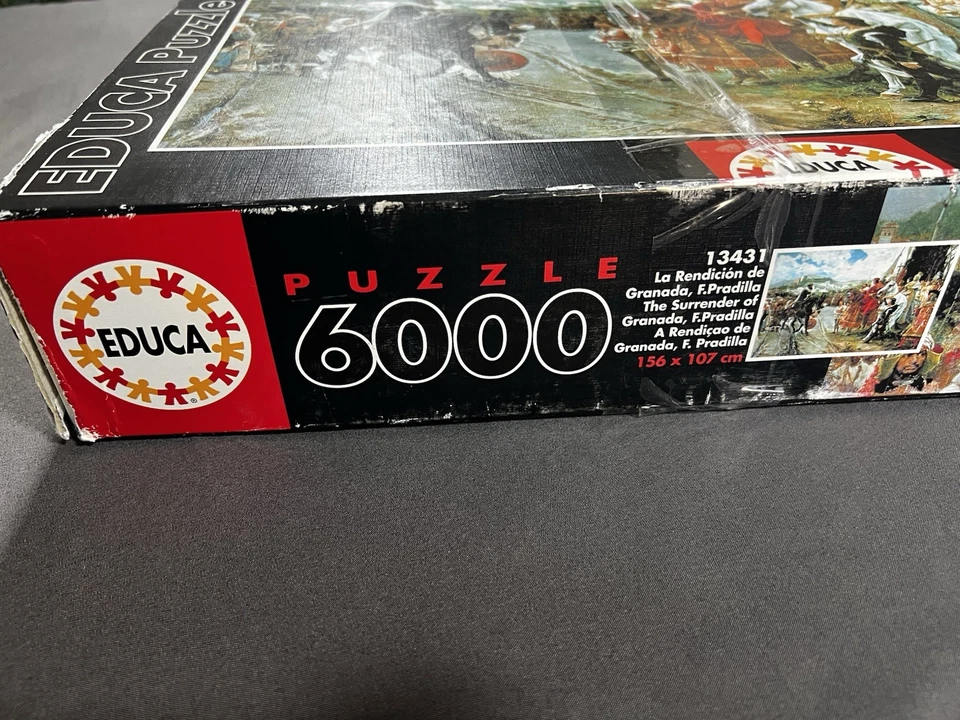 EDUCA Puzzle
EDUCA
EDUCA
®
PUZZLE
6000
13431
La Rendición de
Granada, F.Pradilla
The Surrender of
Granada, F.Pradilla
A Rendiçao de
Granada, F. Pradilla
156 x 107 cm